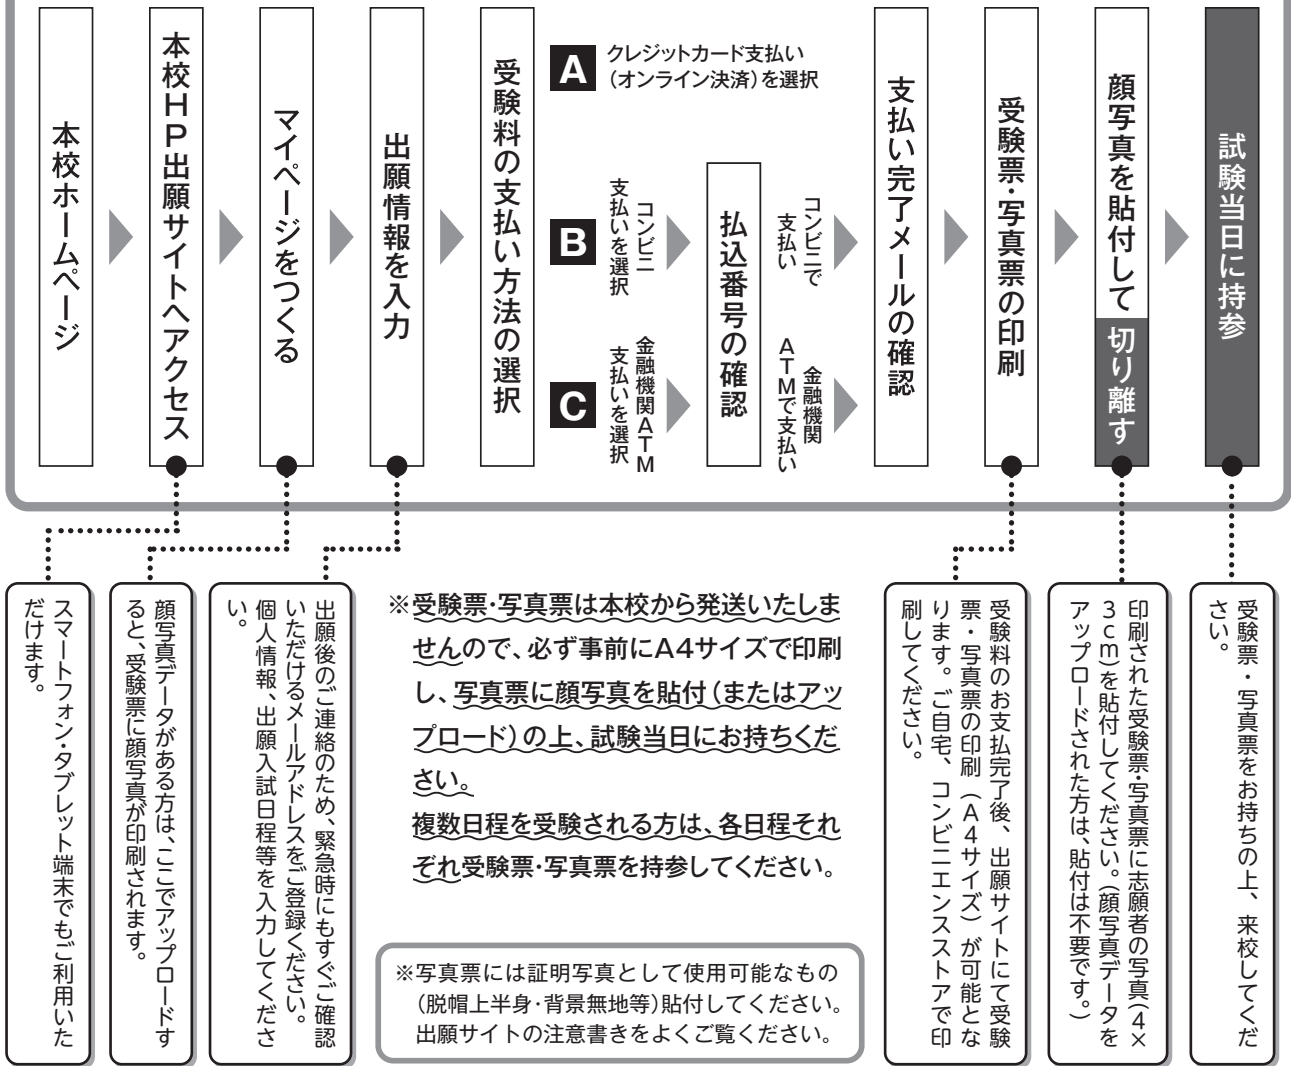 本校ホームページ
本校HP出願サイトへアクセス
マイページをつくる
出願情報を入力
受験料の支払い方法の選択
A
クレジットカード支払い
（オンライン決済）を選択
B
コンビニ
支払いを選択
C
金融機関ATM
支払いを選択
払込番号の確認
コンビニで
支払い
金融機関
ATMで支払い
支払い完了メールの確認
受験票・写真票の印刷
顔写真を貼付して切り離す
試験当日に持参
スマートフォン・タブレット端末でもご利用いた
だけます。
顔写真データがある方は、ここでアップロードす
ると、受験票に顔写真が印刷されます。
出願後のご連絡のため、緊急時にもすぐご確認
いただけるメールアドレスをご登録ください。
個人情報、出願入試日程等を入力してくださ
い。
※受験票・写真票は本校から発送いたしま
せんので、必ず事前にA4サイズで印刷
し、写真票に顔写真を貼付（またはアッ
プロード）の上、試験当日にお持ちくだ
さい。
複数日程を受験される方は、各日程それ
ぞれ受験票・写真票を持参してください。
※写真票には証明写真として使用可能なもの
（脱帽上半身・背景無地等）貼付してください。
出願サイトの注意書きをよくご覧ください。
受験料のお支払完了後、出願サイトにて受験
票・写真票の印刷（A4サイズ）が可能とな
ります。ご自宅、コンビニエンスストアで印
刷してください。
印刷された受験票・写真票に志願者の写真（4×
3cm）を貼付してください。（顔写真データを
アップロードされた方は、貼付は不要です。）
受験票・写真票をお持ちの上、来校してくだ
さい。